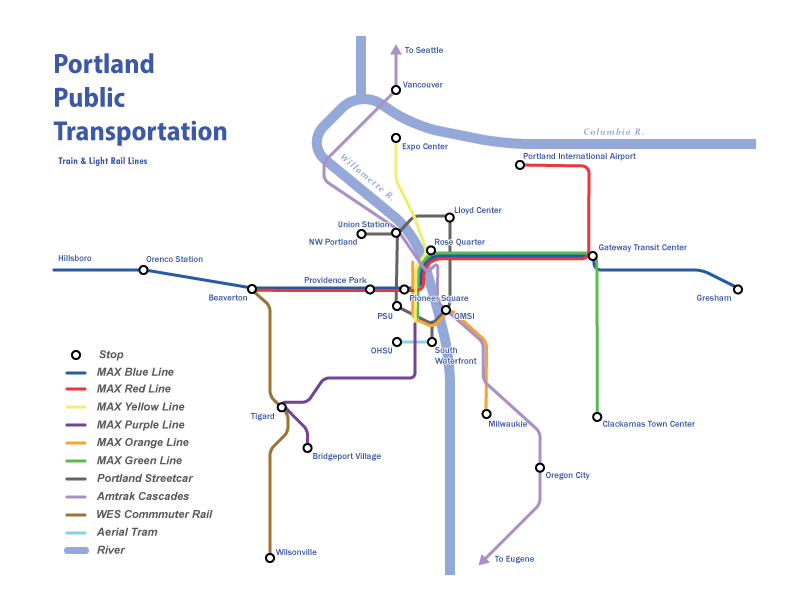 Portland
Public
Transportation
Train & Light Rail Lines
To Seattle
Vancouver
Columbia R.
Expo Center
Portland International Airport
Willamette R.
Lloyd Center
Union Station
NW Portland
Rose Quarter
Gateway Transit Center
Hillsboro
Orenco Station
Providence Park
Beaverton
Pioneer Square
Gresham
PSU
OMSI
OHSU
South
Waterfront
Stop
MAX Blue Line
MAX Red Line
MAX Yellow Line
MAX Purple Line
MAX Orange Line
MAX Green Line
Portland Streetcar
Amtrak Cascades
WES Commmuter Rail
Aerial Tram
River
Tigard
Milwaukie
Clackamas Town Center
Bridgeport Village
Oregon City
Wilsonville
To Eugene